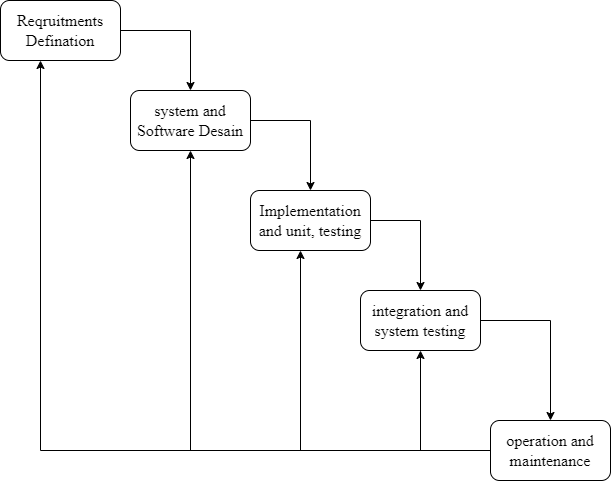 Reqruitments
Defination
system and
Software Desain
Implementation
and unit, testing
integration and
system testing
operation and
maintenance